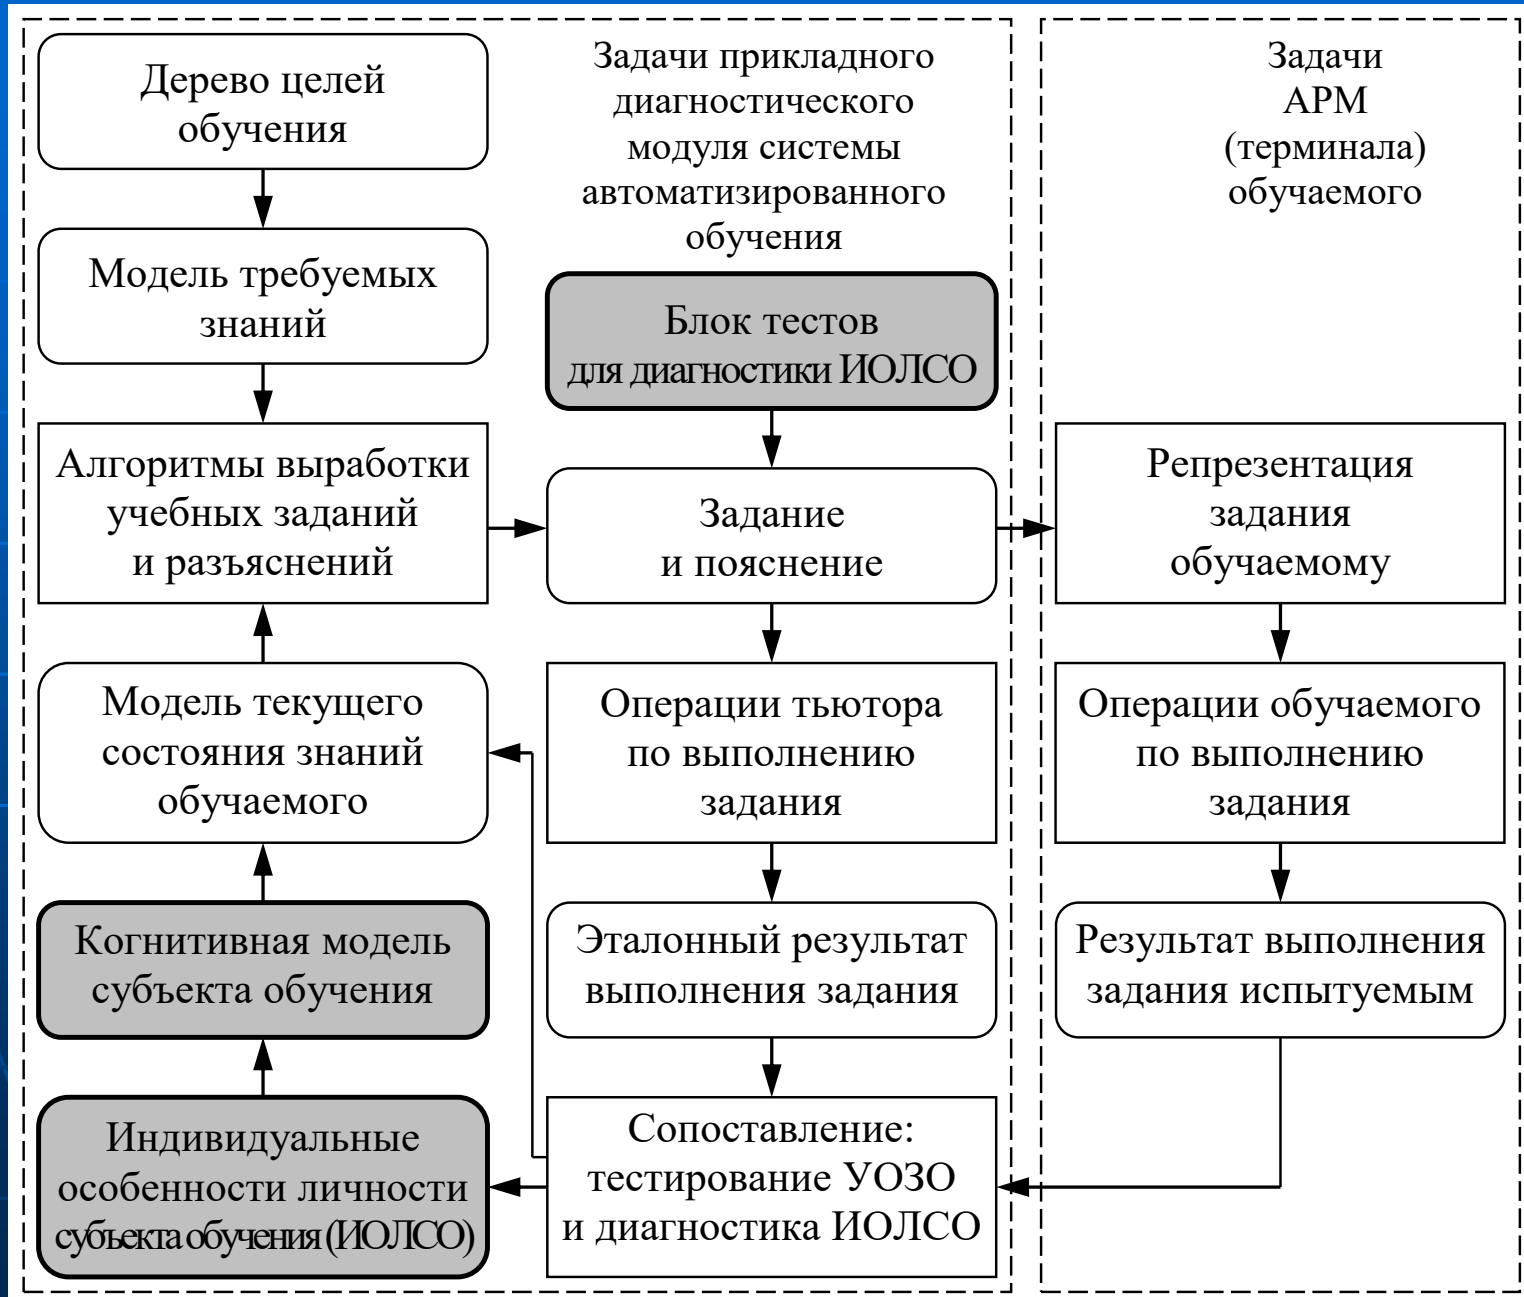 Дерево целей
обучения
Модель требуемых
знаний
Алгоритмы выработки
учебных заданий
и разъяснений
Модель текущего
состояния знаний
обучаемого
Когнитивная модель
субъекта обучения
Индивидуальные
особенности личности
субъекта обучения (ИОЛСО)
Задачи прикладного
диагностического
модуля системы
автоматизированного
обучения
Блок тестов
для диагностики ИОЛСО
Задание
и пояснение
Операции тьютора
по выполнению
задания
Эталонный результат
выполнения задания
Сопоставление:
тестирование УОЗО
и диагностика ИОЛСО
Задачи
АРМ
(терминала)
обучаемого
Репрезентация
задания
обучаемому
Операции обучаемого
по выполнению
задания
Результат выполнения
задания испытуемым